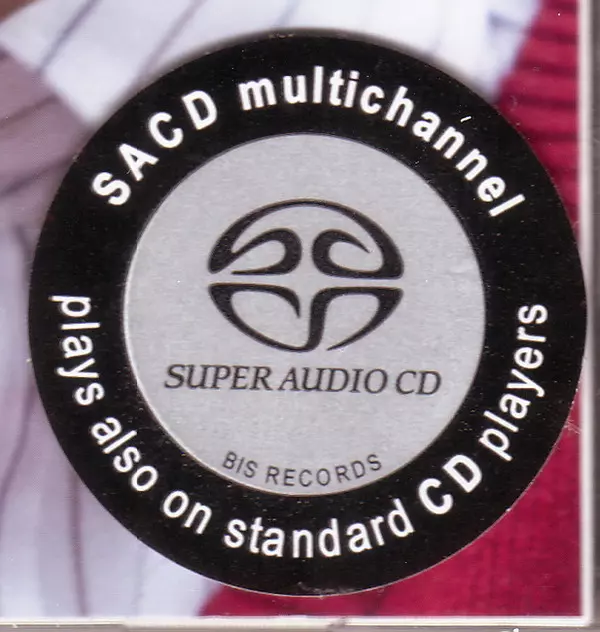 SACD multichannel
SUPER AUDIO CD
BIS RECORDS
plays also on standard CD players